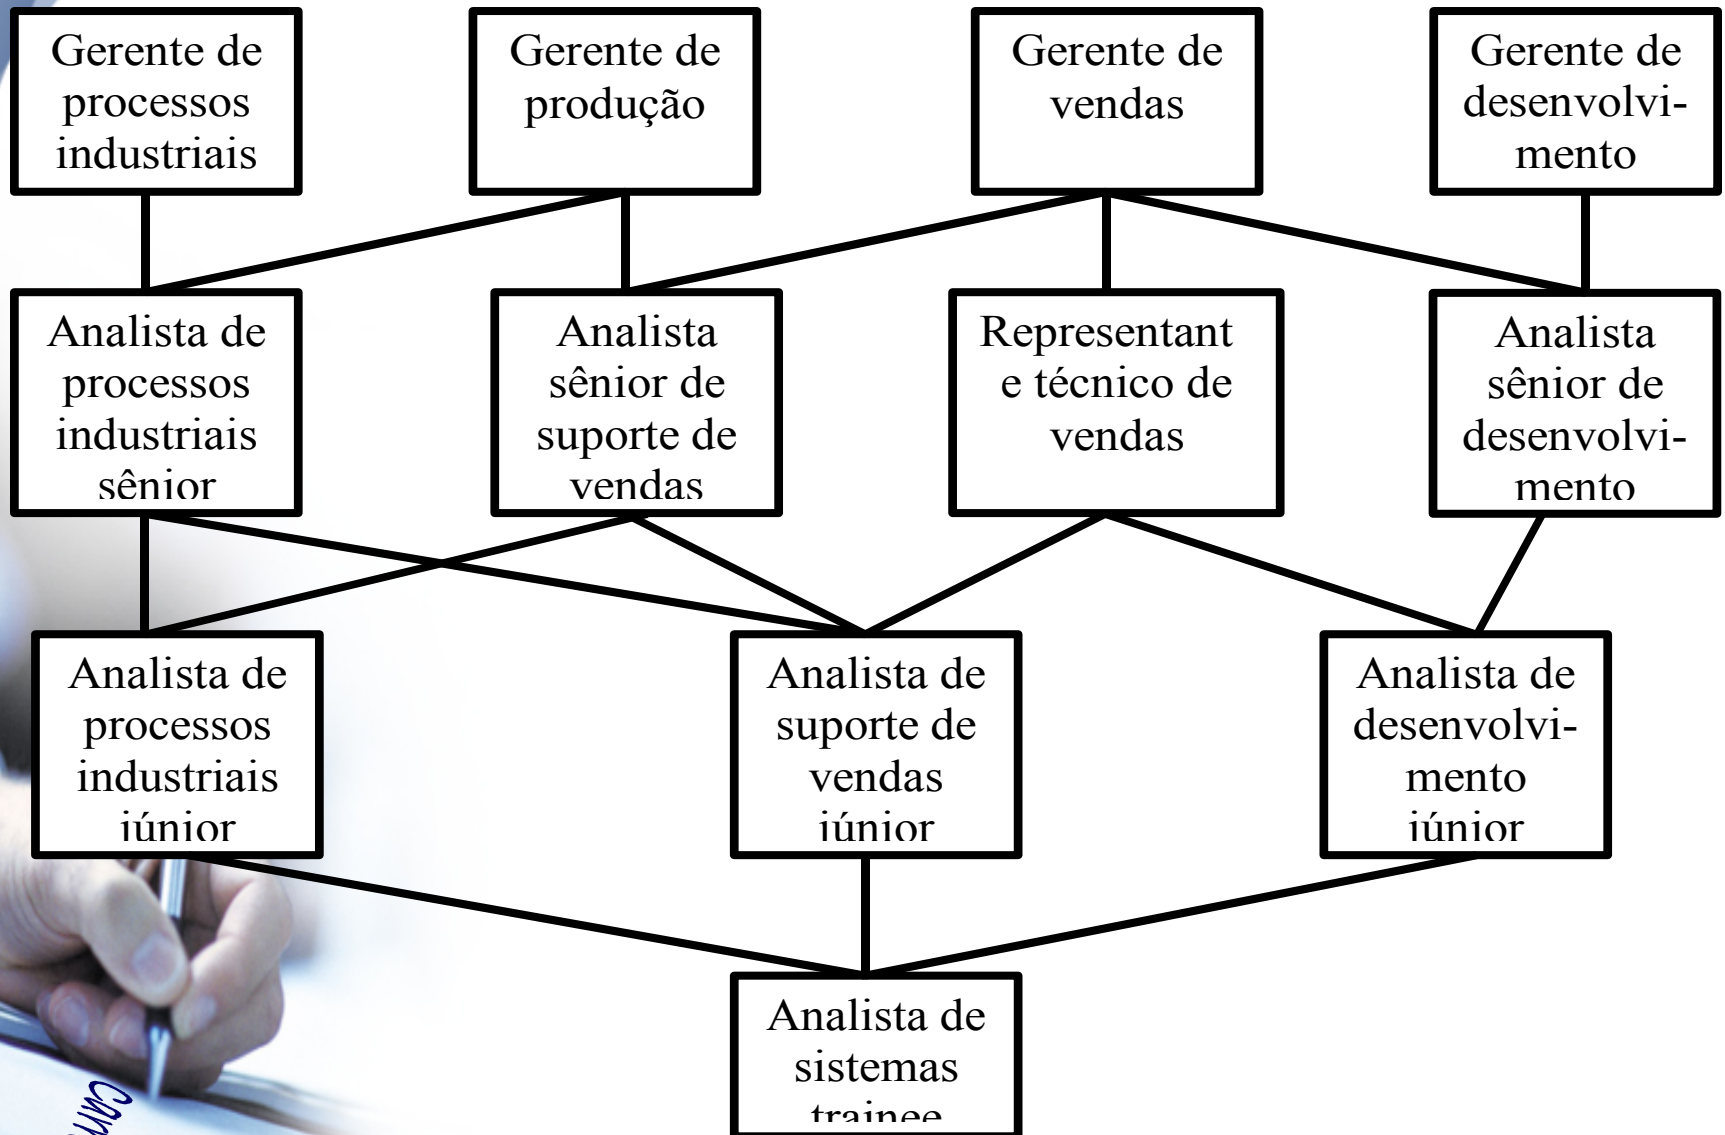 Gerente de
processos
industriais
Gerente de
produção
Gerente de
vendas
Gerente de
desenvolvi-
mento
Analista de
processos
industriais
sênior
Analista
sênior de
suporte de
vendas
Representant
e técnico de
vendas
Analista
sênior de
desenvolvi-
mento
Analista de
processos
industriais
júnior
Analista de
suporte de
vendas
júnior
Analista de
desenvolvi-
mento
júnior
Analista de
sistemas
trainee